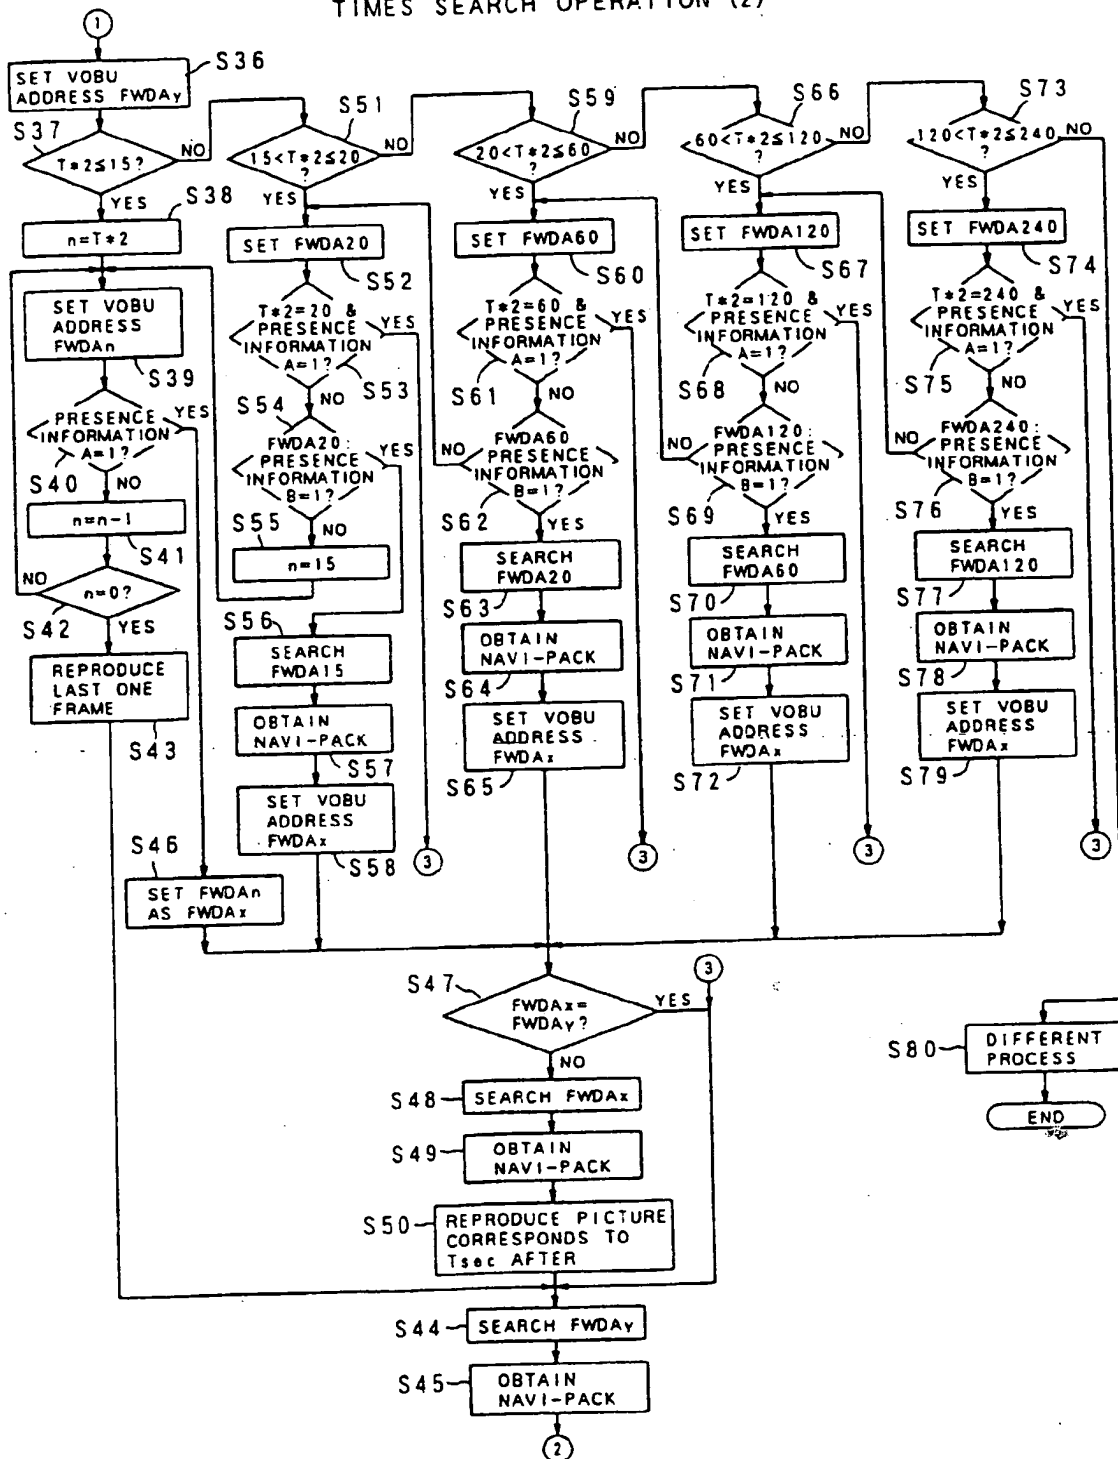 TIMES SEARCH OPERATION (2)
1
SET VOBU
ADDRESS FWDAy
S36
S37
T*2≦15?
NO
YES
S38
n=T*2
SET VOBU
ADDRESS
FWDAn
S39
PRESENCE
INFORMATION
A=1?
YES
S40
NO
n=n-1
S41
NO
n=0?
S42
YES
REPRODUCE
LAST ONE
FRAME
S43
S46
SET FWDAn
AS FWDAx
S51
15<T*2≦20
?
NO
YES
SET FWDA20
S52
T*2=20 &
PRESENCE
INFORMATION
A=1?
YES
S53
NO
S54
FWDA20:
PRESENCE
INFORMATION
B=1?
YES
NO
S55
n=15
S56
SEARCH
FWDA15
OBTAIN
NAVI-PACK
S57
SET VOBU
ADDRESS
FWDAx
S58
3
S59
20<T*2≦60
?
NO
YES
SET FWDA60
S60
T*2=60 &
PRESENCE
INFORMATION
A=1?
YES
S61
NO
FWDA60
PRESENCE
INFORMATION
B=1?
NO
S62
YES
SEARCH
FWDA20
S63
OBTAIN
NAVI-PACK
S64
SET VOBU
ADDRESS
FWDAx
S65
3
S66
60<T*2≦120
?
NO
YES
SET FWDA120
S67
T*2=120 &
PRESENCE
INFORMATION
A=1?
YES
S68
NO
FWDA120:
PRESENCE
INFORMATION
B=1?
NO
S69
YES
SEARCH
FWDA60
S70
OBTAIN
NAVI-PACK
S71
SET VOBU
ADDRESS
FWDAx
S72
3
S73
120<T*2≦240
?
NO
YES
SET FWDA240
S74
T*2=240 &
PRESENCE
INFORMATION
A=1?
YES
S75
NO
FWDA240:
PRESENCE
INFORMATION
B=1?
NO
S76
YES
SEARCH
FWDA120
S77
OBTAIN
NAVI-PACK
S78
SET VOBU
ADDRESS
FWDAx
S79
3
S47
FWDAx=
FWDAy?
YES
3
NO
S48
SEARCH FWDAx
S49
OBTAIN
NAVI-PACK
S50
REPRODUCE PICTURE
CORRESPONDS TO
Tsec AFTER
S44
SEARCH FWDAy
S45
OBTAIN
NAVI-PACK
2
S80
DIFFERENT
PROCESS
END